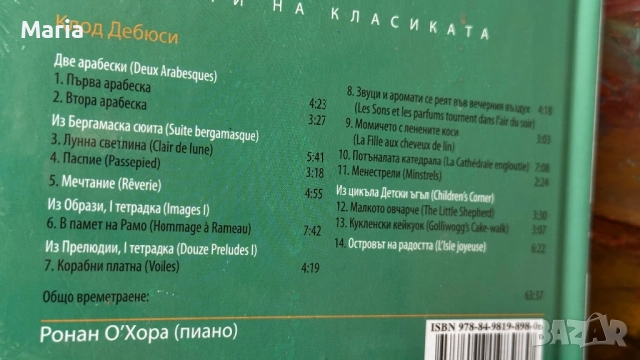 Maria
НА КЛАСИКАТА
Клод Дебюси
Две арабески (Deux Arabesques)
1. Първа арабеска 4:23
2. Втора арабеска 3:27
Из Бергамаска сюита (Suite bergamasque)
3. Лунна светлина (Clair de lune) 5:41
4. Паспие (Passepied) 3:18
5. Мечтание (Rêverie) 4:55
Из Образи, I тетрадка (Images I)
6. В памет на Рамо (Hommage à Rameau) 7:42
Из Прелюдии, I тетрадка (Douze Preludes I)
7. Корабни платна (Voiles) 4:19
8. Звуци и аромати се реят във вечерния въздух 4:18
(Les Sons et les parfums tournent dans l'air du soir)
9. Момичето с ленените коси 3:03
(La Fille aux cheveux de lin)
10. Потъналата катедрала (La Cathédraie engloutie) 7:08
11. Менестрели (Minstrels) 2:24
Из цикъла Детски ъгъл (Children's Corner)
12. Малкото овчарче (The Little Shepherd) 3:30
13. Кукленски кейкуок (Golliwogg's Cake-walk) 3:07
14. Островът на радостта (L'Isle joyeuse) 6:22
Общо времетраене: 63:37
Ронан О'Хора (пиано)
ISBN 978-84-9819-898-0
BAZAR